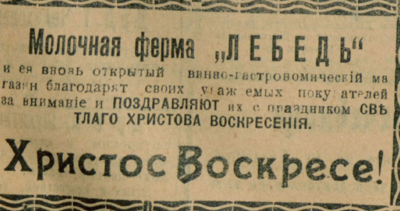 Молочная ферма „ЛЕБЕДЬ“
и ея вновь открытый винно-гастрономическій ма
газин благодарят своих уважаемых покупателей
за вниманіе и ПОЗДРАВЛЯЮТ их с праздником СВѢ
ТЛАГО ХРИСТОВА ВОСКРЕСЕНІЯ.
Христос Воскресе!